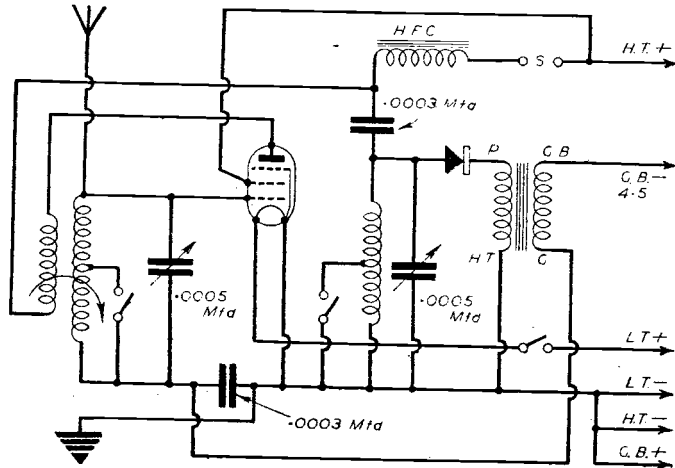 H.F.C
S
H.T.+
.0003 Mfd
P
G B
G.B.-
4.5
.0005
Mfd
H T
G
.0005
Mfd
L T+
L T-
.0003 Mfd
H.T.-
G.B.+